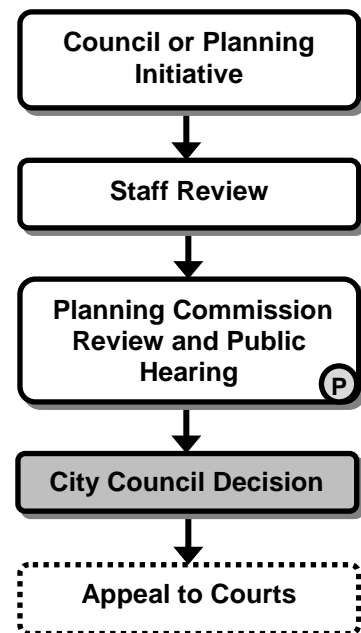 Council or Planning
Initiative
Staff Review
Planning Commission
Review and Public
Hearing
P
City Council Decision
Appeal to Courts